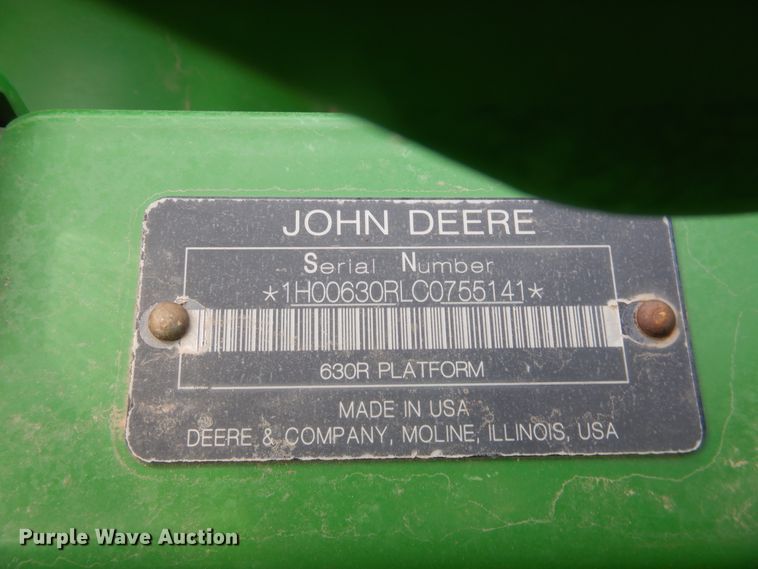 JOHN DEERE
Serial Number
*1H00630RLC0755141*
630R PLATFORM
MADE IN USA
DEERE & COMPANY, MOLINE, ILLINOIS, USA
Purple Wave Auction